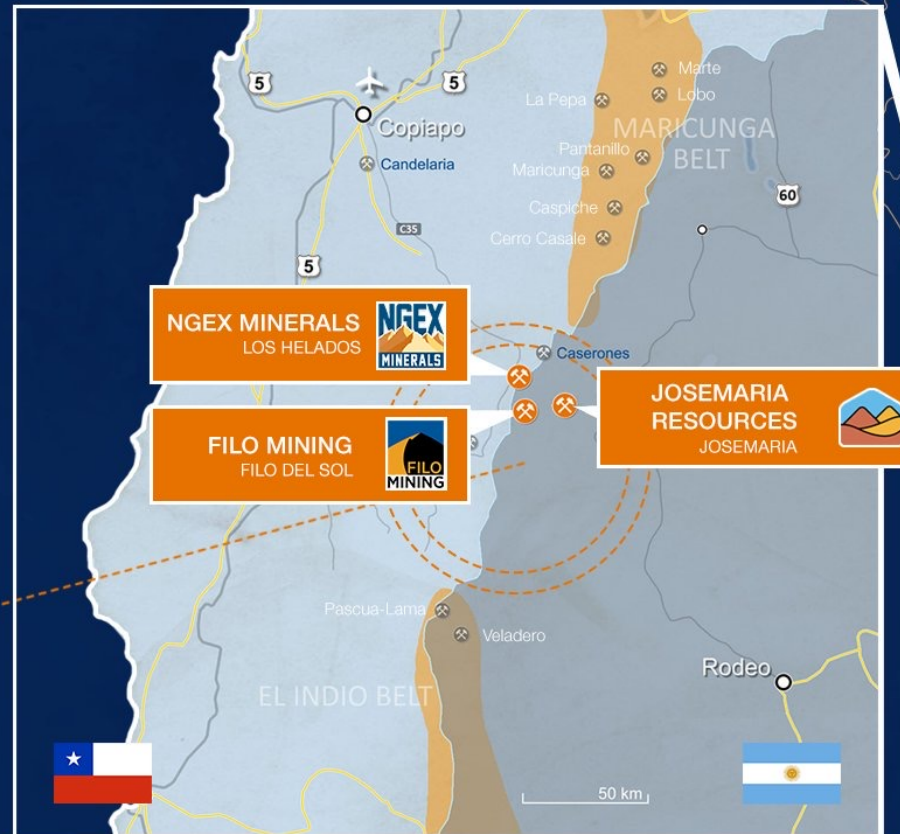 5
5
Copiapo
Candelaria
C35
5
Marte
Lobo
La Pepa
MARICUNGA
BELT
Pantanillo
Maricunga
Caspiche
Cerro Casale
60
NGEX MINERALS
LOS HELADOS
NGEX
MINERALS
Caserones
FILO MINING
FILO DEL SOL
FILO
MINING
JOSEMARIA
RESOURCES
JOSEMARIA
Pascua-Lama
Veladero
EL INDIO BELT
Rodeo
50 km